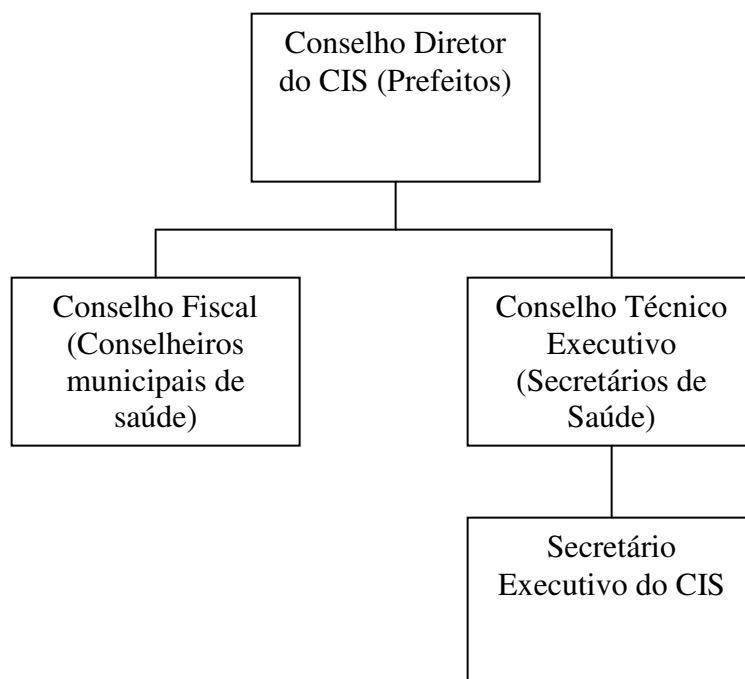 Conselho Diretor
do CIS (Prefeitos)
Conselho Fiscal
(Conselheiros
municipais de
saúde)
Conselho Técnico
Executivo
(Secretários de
Saúde)
Secretário
Executivo do CIS